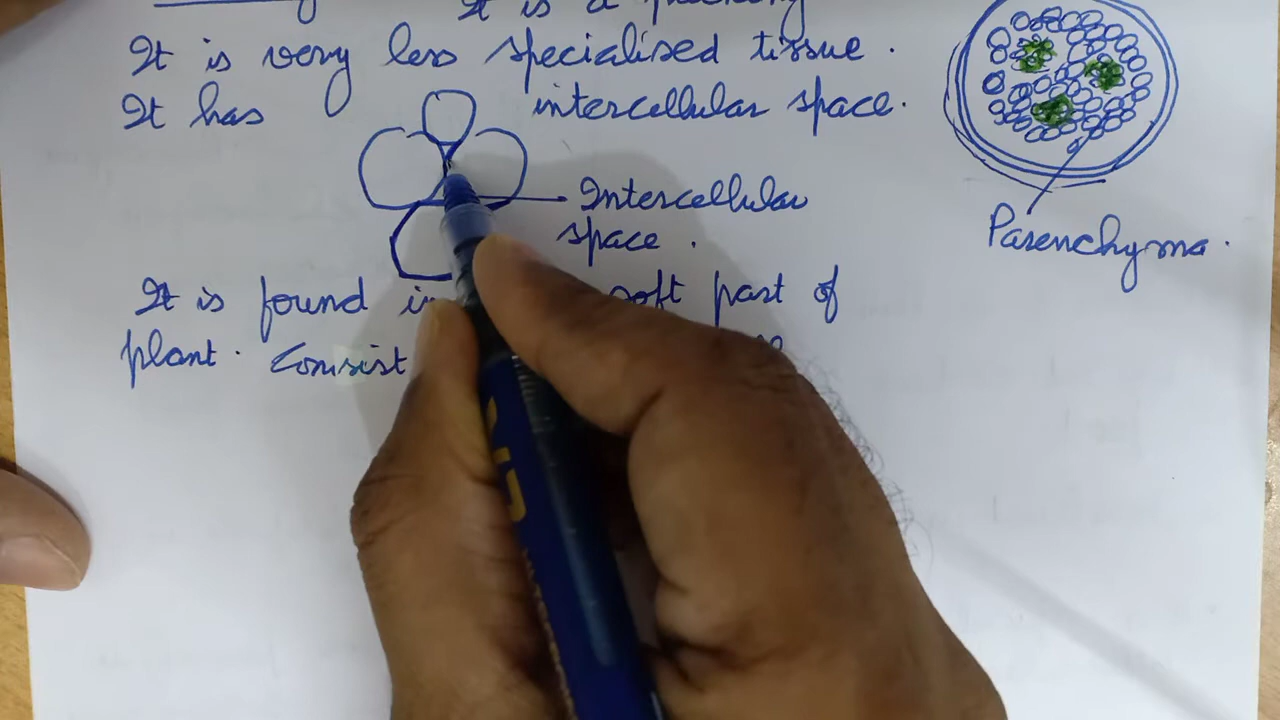 It is a packing
It is very less specialised tissue.
It has intercellular space.
Intercellular
space.
Parenchyma.
It is found in soft part of
plant. Consist